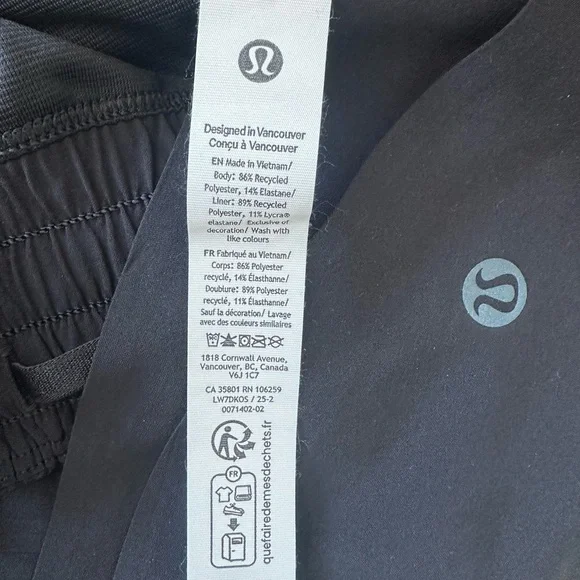 Designed in Vancouver
Conçu à Vancouver
EN Made in Vietnam/
Body: 86% Recycled
Polyester, 14% Elastane/
Liner: 89% Recycled
Polyester, 11% Lycra®
elastane/ Exclusive of
decoration/ Wash with
like colours
FR Fabriqué au Vietnam/
Corps: 86% Polyester
recyclé, 14% Élasthanne/
Doublure: 89% Polyester
recyclé, 11% Élasthanne/
Sauf la décoration/ Lavage
avec des couleurs similaires
1818 Cornwall Avenue,
Vancouver, BC, Canada
V6J 1C7
CA 35801 RN 106259
LW7DKOS / 25-2
0071402-02
FR
quefairedemesdechets.fr